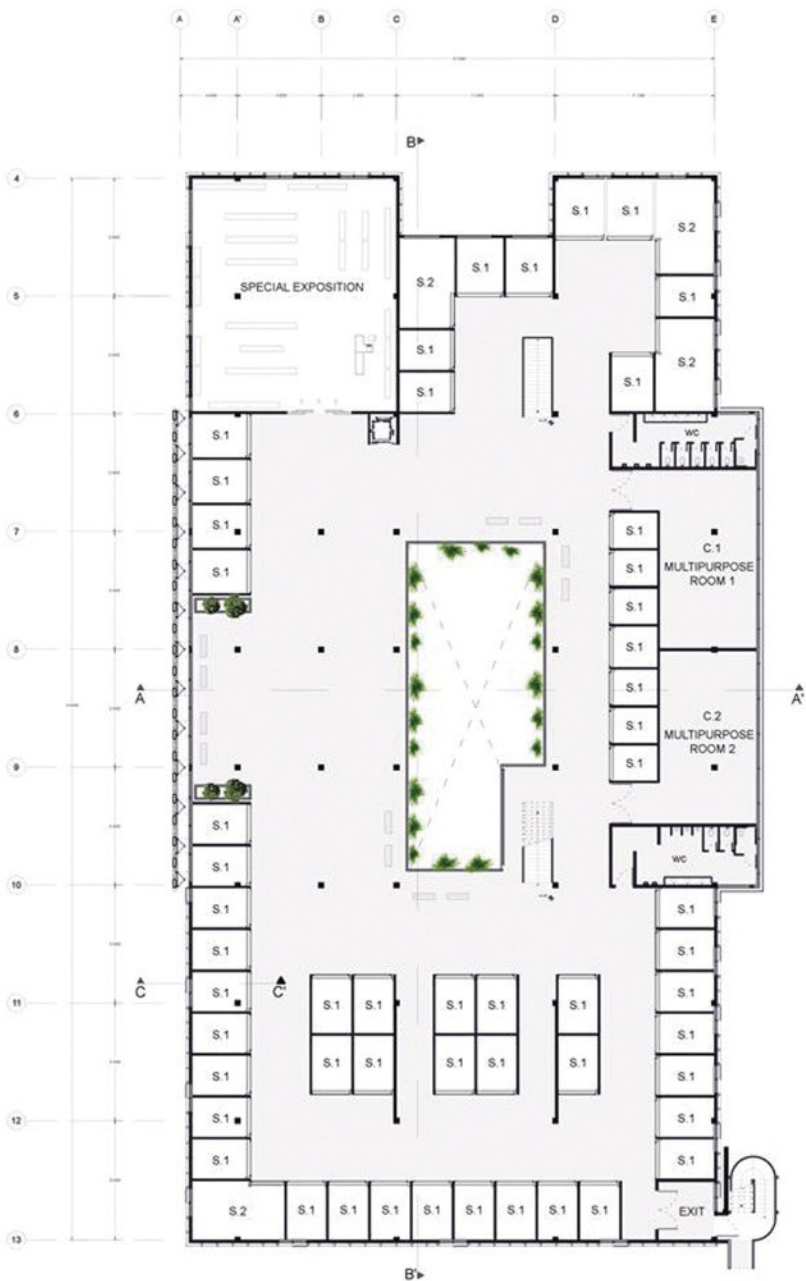 A A' B C D E
B
4
S.1 S.1
S.2
S.2 S.1 S.1
SPECIAL EXPOSITION
5 S.1
S.1
S.2
S.1 S.1
6
S.1 WC
S.1
S.1
7 S.1
C.1
MULTIPURPOSE
ROOM 1
S.1 S.1
S.1
S.1
8
S.1
A A'
S.1 C.2
MULTIPURPOSE
ROOM 2
S.1
9
S.1
S.1 WC
10
S.1 S.1
S.1 S.1
C C'
11 S.1 S.1 S.1 S.1 S.1 S.1 S.1
S.1 S.1
S.1 S.1 S.1 S.1 S.1 S.1 S.1
12 S.1 S.1
S.1 S.1
S.2 S.1 S.1 S.1 S.1 S.1 S.1 S.1 S.1 EXIT
13
B'